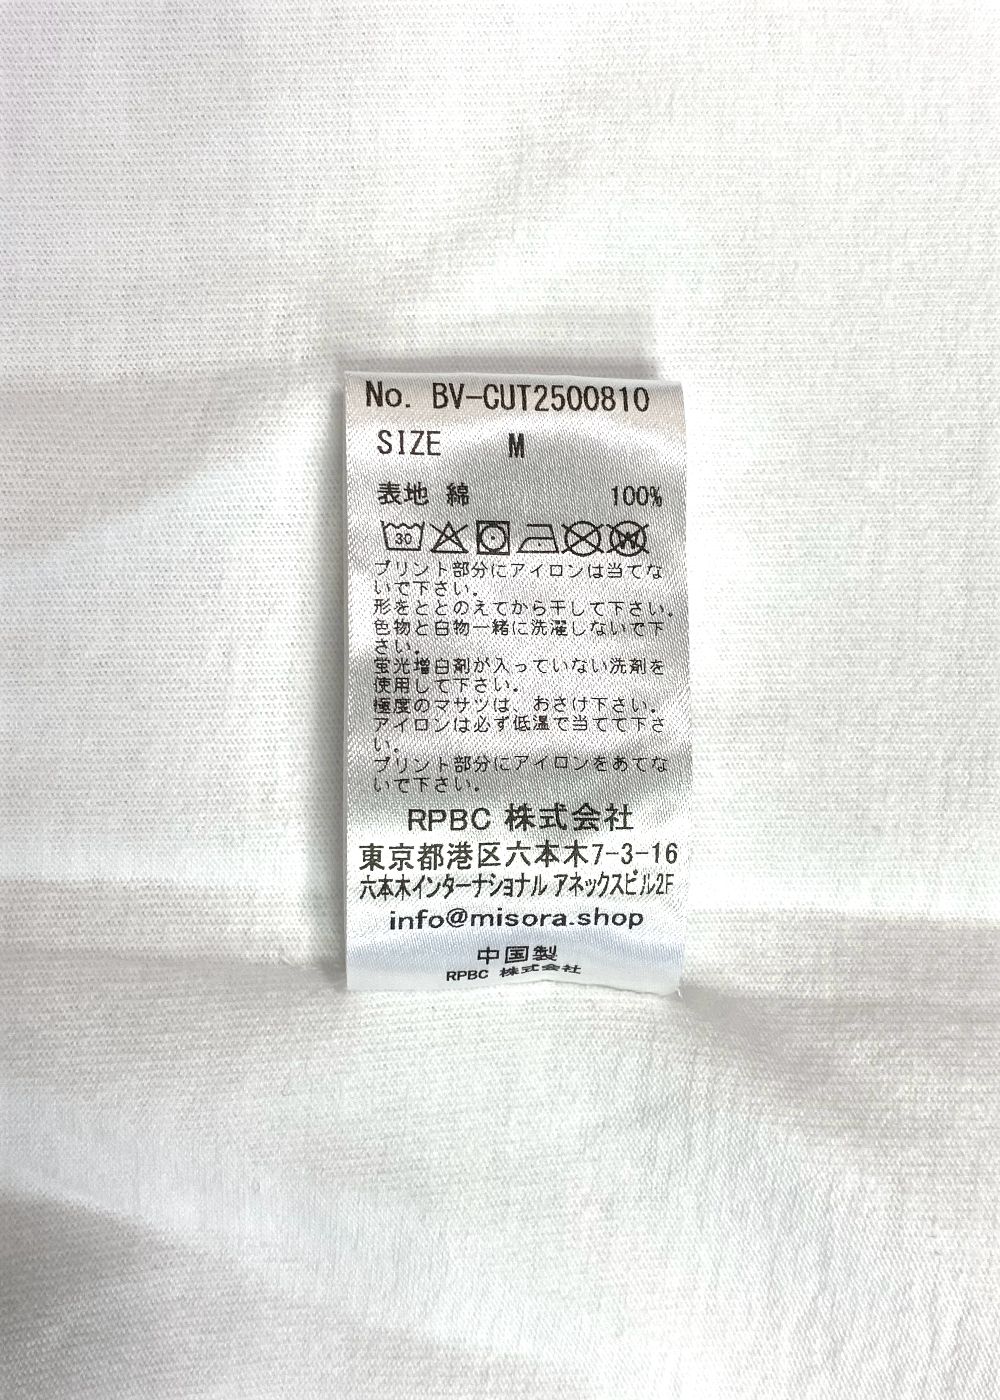 No. BV-CUT2500810
SIZE M
表地 綿 100%
30
プリント部分にアイロンは当てな
いで下さい。
形をととのえてから干して下さい。
色物と白物一緒に洗濯しないで下
さい。
蛍光増白剤が入っていない洗剤を
使用して下さい。
極度のマサツは、おさけ下さい。
アイロンは必ず低温で当てて下さ
い。
プリント部分にアイロンをあてな
いで下さい。
RPBC 株式会社
東京都港区六本木7-3-16
六本木インターナショナル アネックスビル2F
info@misora.shop
中国製
RPBC 株式会社